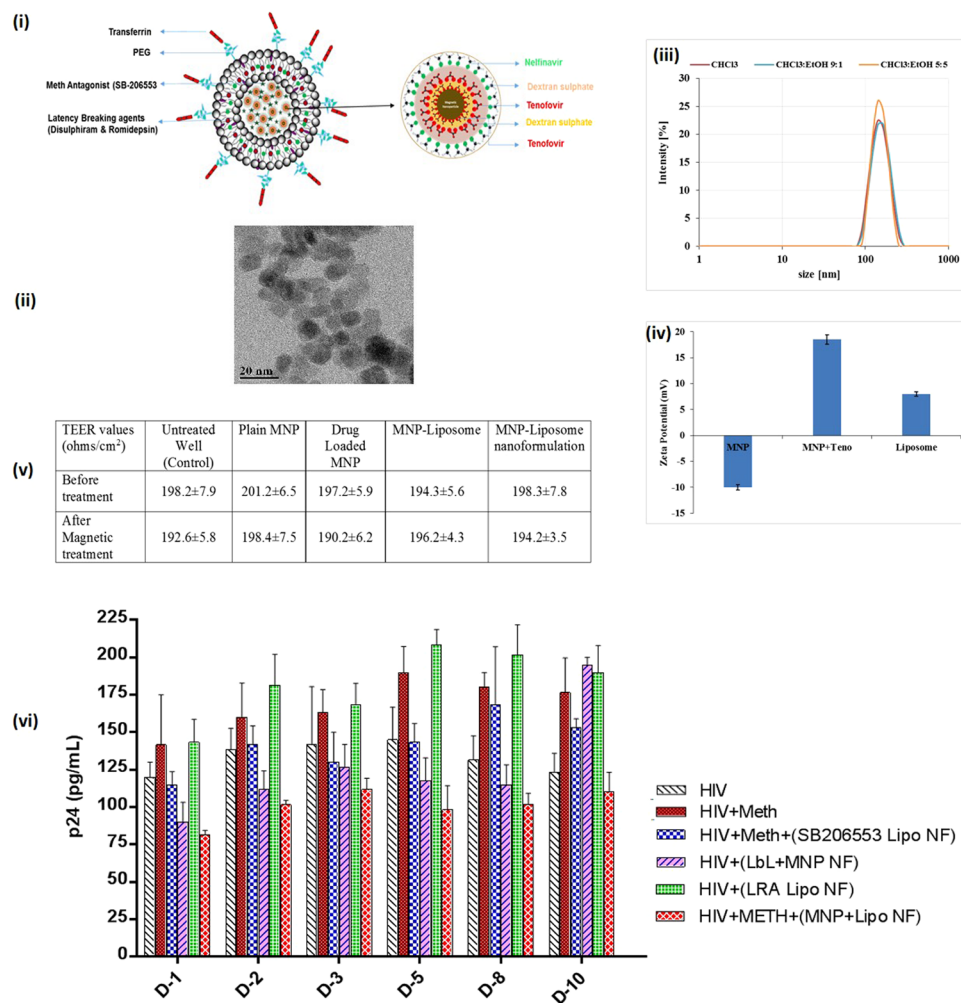 (i)
Transferrin
PEG
Meth Antagonist (SB-206553
Latency Breaking agents
(Disulphiram & Romidepsin)
Nelfinavir
Dextran sulphate
Tenofovir
Dextran sulphate
Tenofovir
(iii)
CHCl3 CHCl3:EtOH 9:1 CHCl3:EtOH 5:5
Intensity [%]
30
25
20
15
10
5
0
1 10 100 1000
size [nm]
(ii)
20 nm
(iv)
Zeta Potential (mV)
20
15
10
5
0
-5
-10
-15
MNP MNP+Teno Liposome
(v)
TEER values (ohms/cm²) Untreated Well (Control) Plain MNP Drug Loaded MNP MNP-Liposome MNP-Liposome nanoformulation
Before treatment 198.2±7.9 201.2±6.5 197.2±5.9 194.3±5.6 198.3±7.8
After Magnetic treatment 192.6±5.8 198.4±7.5 190.2±6.2 196.2±4.3 194.2±3.5
(vi)
p24 (pg/mL)
225
200
175
150
125
100
75
50
25
0
D-1 D-2 D-3 D-5 D-8 D-10
HIV
HIV+Meth
HIV+Meth+(SB206553 Lipo NF)
HIV+(LbL+MNP NF)
HIV+(LRA Lipo NF)
HIV+METH+(MNP+Lipo NF)